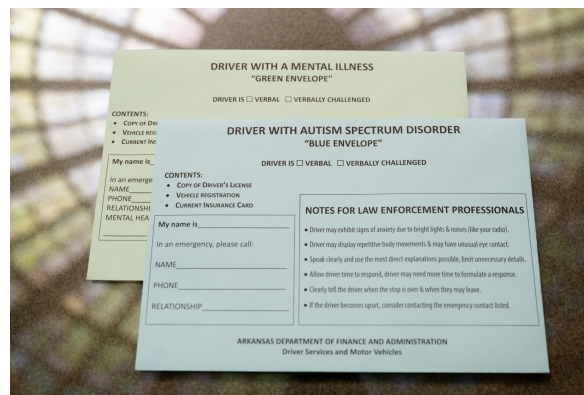 DRIVER WITH A MENTAL ILLNESS
“GREEN ENVELOPE”
DRIVER IS ☐ VERBAL ☐ VERBALLY CHALLENGED
CONTENTS:
• COPY OF
• VEHICLE
• CURRENT
My name is_
In an
NAME
PHONE
MENTAL
DRIVER WITH AUTISM SPECTRUM DISORDER
“BLUE ENVELOPE”
DRIVER IS ☐ VERBAL ☐ VERBALLY CHALLENGED
CONTENTS:
• COPY OF DRIVER'S LICENSE
• VEHICLE REGISTRATION
• CURRENT INSURANCE CARD
My name is
In an emergency, please call:
NAME
PHONE
RELATIONSHIP
NOTES FOR LAW ENFORCEMENT PROFESSIONALS
• Driver may exhibit signs of anxiety due to bright lights & noises (like your radio).
• Driver may display repetitive body movements & may have unusual eye contact.
• Speak clearly and use the most direct explanations possible, limit unnecessary details.
• Allow driver time to respond, driver may need more time to formulate a response.
• Clearly tell the driver when the stop is over & when they may leave.
• If the driver becomes upset, consider contacting the emergency contact listed.
ARKANSAS DEPARTMENT OF FINANCE AND ADMINISTRATION
Driver Services and Motor Vehicles